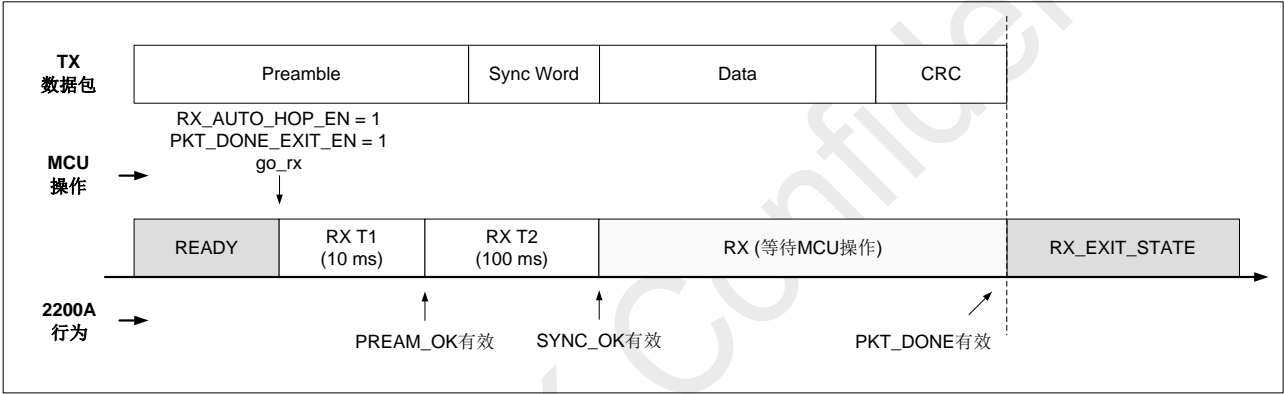 TX
数据包
Preamble
Sync Word
Data
CRC
RX_AUTO_HOP_EN = 1
PKT_DONE_EXIT_EN = 1
go_rx
MCU
操作
READY
RX T1
(10 ms)
RX T2
(100 ms)
RX (等待MCU操作)
RX_EXIT_STATE
2200A
行为
PREAM_OK有效
SYNC_OK有效
PKT_DONE有效